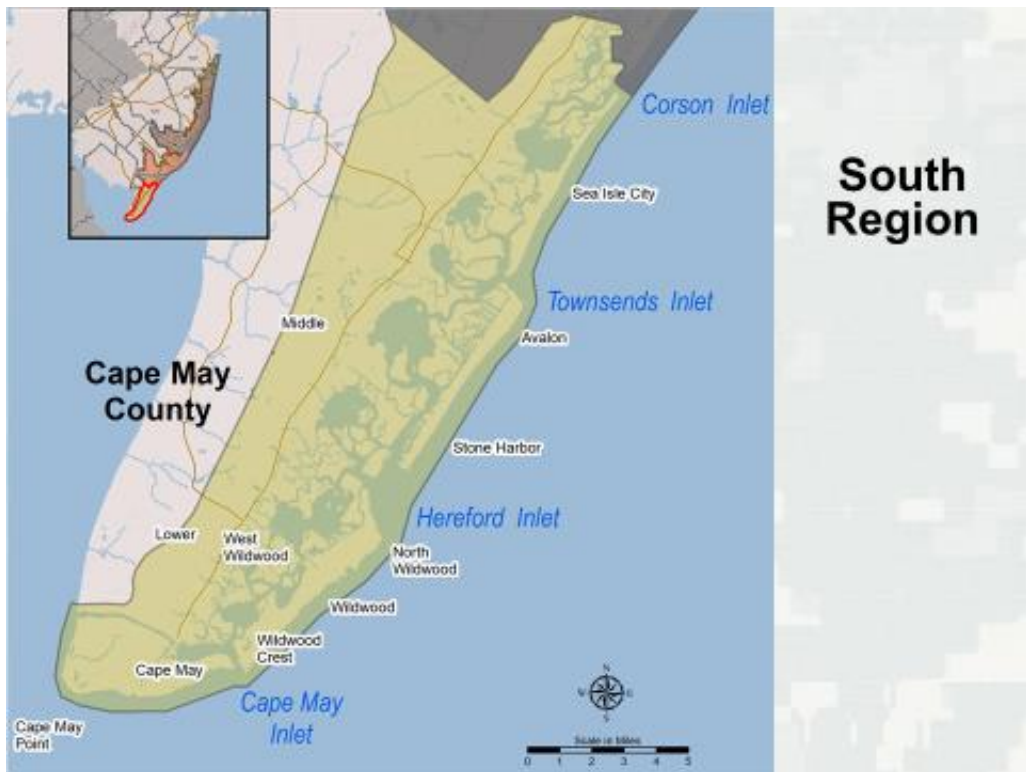 Corson Inlet
South
Region
Sea Isle City
Townsends Inlet
Middle
Avalon
Cape May
County
Stone Harbor
Hereford Inlet
Lower
West
Wildwood
North
Wildwood
Wildwood
Wildwood
Crest
Cape May
Cape May
Inlet
Cape May
Point
N
W
E
S
Scale in Miles
0 1 2 3 4 5